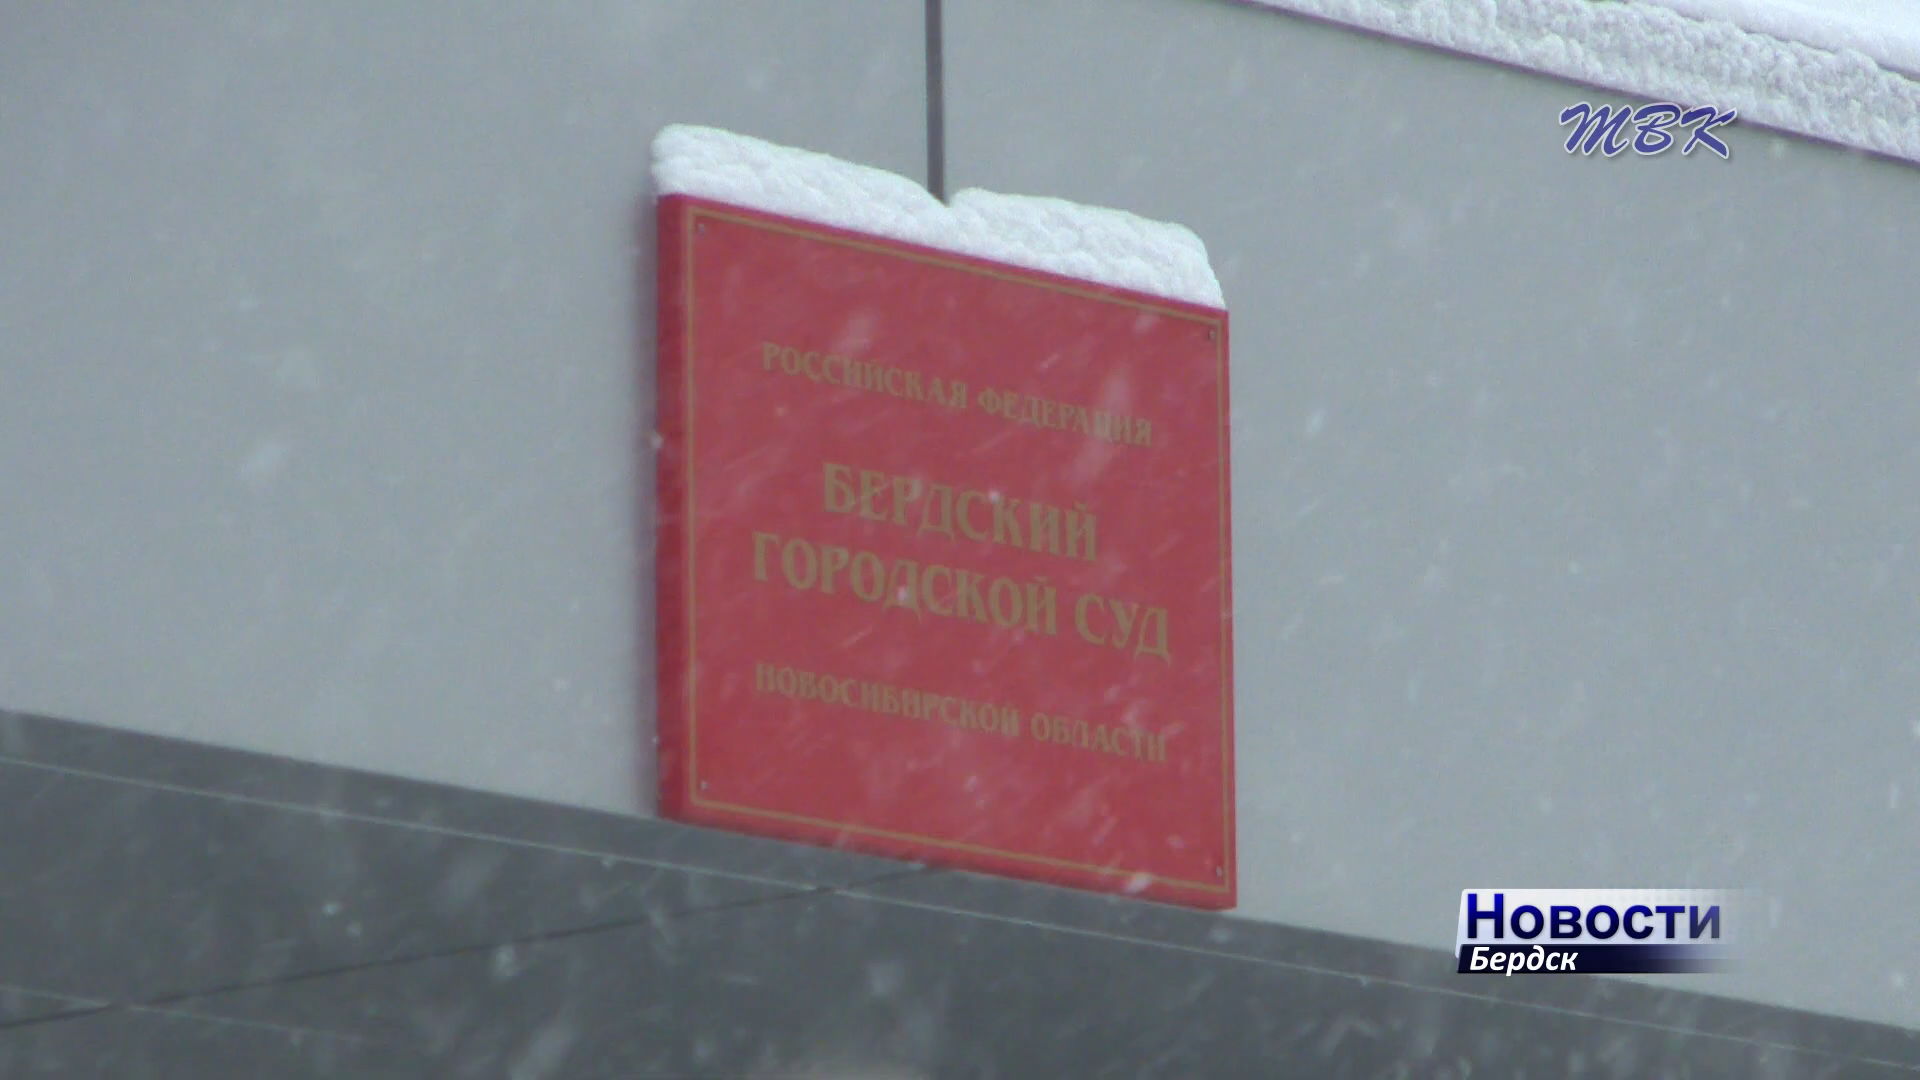 ТВК
РОССИЙСКАЯ ФЕДЕРАЦИЯ
БЕРДСКИЙ
ГОРОДСКОЙ СУД
НОВОСИБИРСКОЙ ОБЛАСТИ
Новости
Бердск